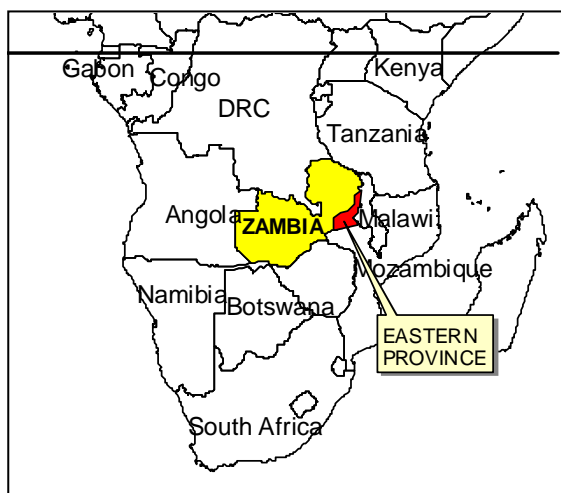 Gabon
Congo
Kenya
DRC
Tanzania
Angola
ZAMBIA
Malawi
Mozambique
Namibia
Botswana
EASTERN
PROVINCE
South Africa